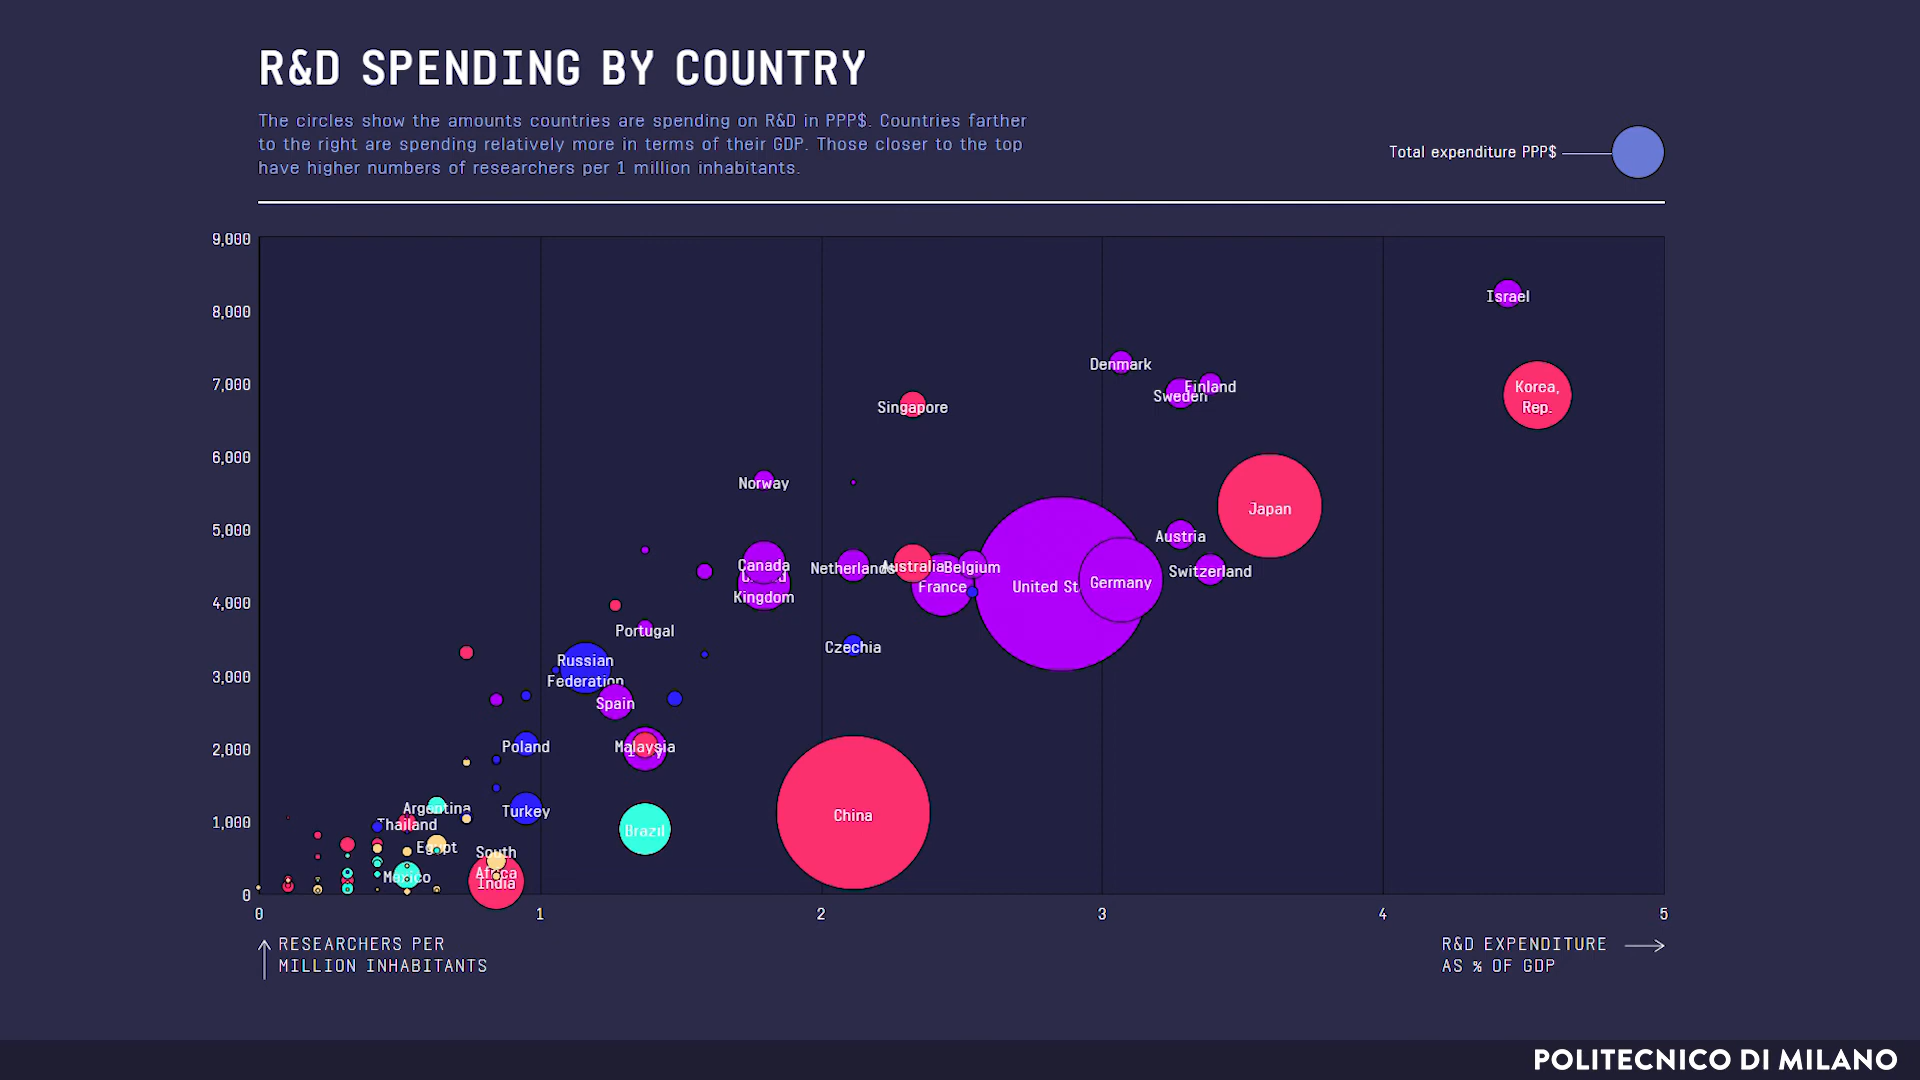 R&D SPENDING BY COUNTRY
The circles show the amounts countries are spending on R&D in PPP$. Countries farther
to the right are spending relatively more in terms of their GDP. Those closer to the top
have higher numbers of researchers per 1 million inhabitants.
Total expenditure PPP$
9,000
8,000
7,000
6,000
5,000
4,000
3,000
2,000
1,000
0
Israel
Denmark
Finland
Sweden
Korea,
Rep.
Singapore
Norway
Japan
Austria
Canada
Kingdom
Netherlands
Australia
Belgium
France
United St
Germany
Switzerland
Portugal
Czechia
Russian
Federation
Spain
Poland
Malaysia
Argentina
Thailand
Turkey
Brazil
China
Egypt
South
Africa
India
Mexico
0
1
2
3
4
5
RESEARCHERS PER
MILLION INHABITANTS
R&D EXPENDITURE
AS % OF GDP
POLITECNICO DI MILANO